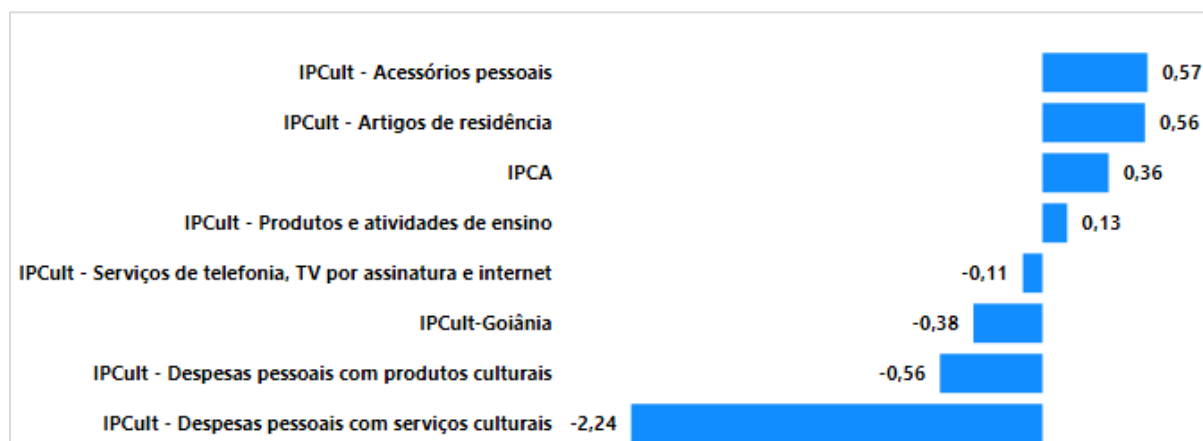 IPCult - Acessórios pessoais 0,57
IPCult - Artigos de residência 0,56
IPCA 0,36
IPCult - Produtos e atividades de ensino 0,13
IPCult - Serviços de telefonia, TV por assinatura e internet -0,11
IPCult-Goiânia -0,38
IPCult - Despesas pessoais com produtos culturais -0,56
IPCult - Despesas pessoais com serviços culturais -2,24